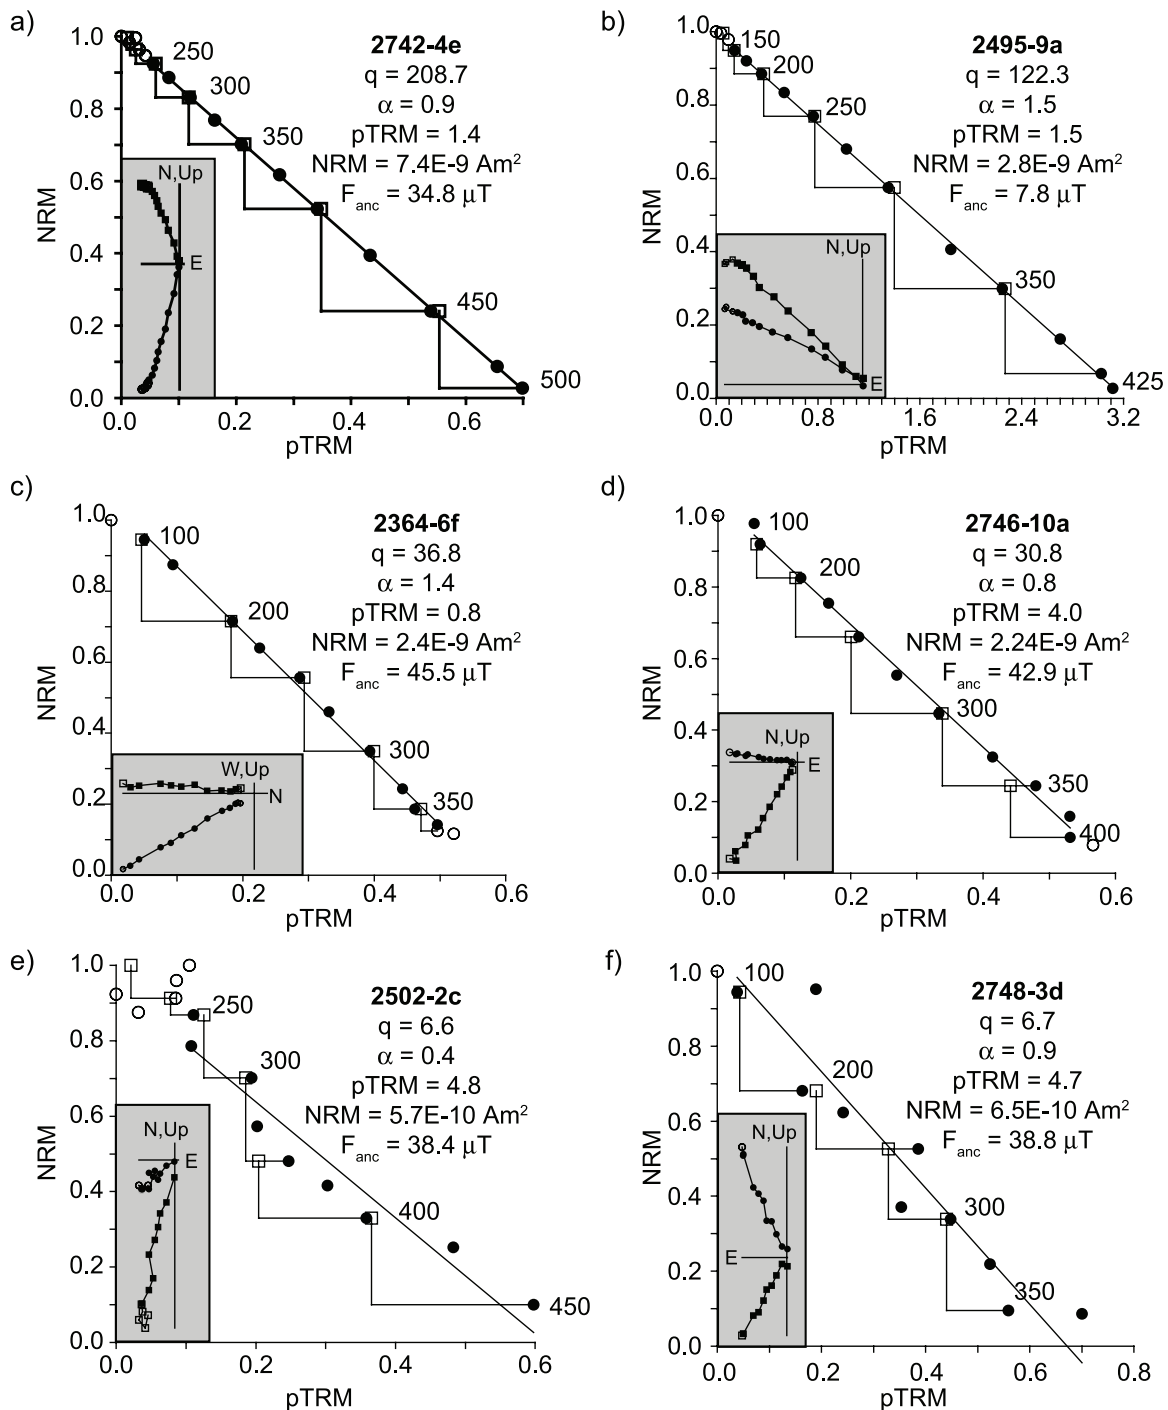 a)
2742-4e
q = 208.7
α = 0.9
pTRM = 1.4
NRM = 7.4E-9 Am²
Fanc = 34.8 μT
NRM
1.0
0.8
0.6
0.4
0.2
0.0
250
300
350
450
500
N,Up
E
0.0 0.2 0.4 0.6
pTRM
b)
2495-9a
q = 122.3
α = 1.5
pTRM = 1.5
NRM = 2.8E-9 Am²
Fanc = 7.8 μT
NRM
1.0
0.8
0.6
0.4
0.2
0.0
150
200
250
350
425
N,Up
E
0.0 0.8 1.6 2.4 3.2
pTRM
c)
2364-6f
q = 36.8
α = 1.4
pTRM = 0.8
NRM = 2.4E-9 Am²
Fanc = 45.5 μT
NRM
1.0
0.8
0.6
0.4
0.2
0.0
100
200
300
350
W,Up
N
0.0 0.2 0.4 0.6
pTRM
d)
2746-10a
q = 30.8
α = 0.8
pTRM = 4.0
NRM = 2.24E-9 Am²
Fanc = 42.9 μT
NRM
1.0
0.8
0.6
0.4
0.2
0.0
100
200
300
350
400
N,Up
E
0.0 0.2 0.4 0.6
pTRM
e)
2502-2c
q = 6.6
α = 0.4
pTRM = 4.8
NRM = 5.7E-10 Am²
Fanc = 38.4 μT
NRM
1.0
0.8
0.6
0.4
0.2
0.0
250
300
400
450
N,Up
E
0.0 0.2 0.4 0.6
pTRM
f)
2748-3d
q = 6.7
α = 0.9
pTRM = 4.7
NRM = 6.5E-10 Am²
Fanc = 38.8 μT
NRM
1.0
0.8
0.6
0.4
0.2
0.0
100
200
300
350
N,Up
E
0.0 0.2 0.4 0.6 0.8
pTRM